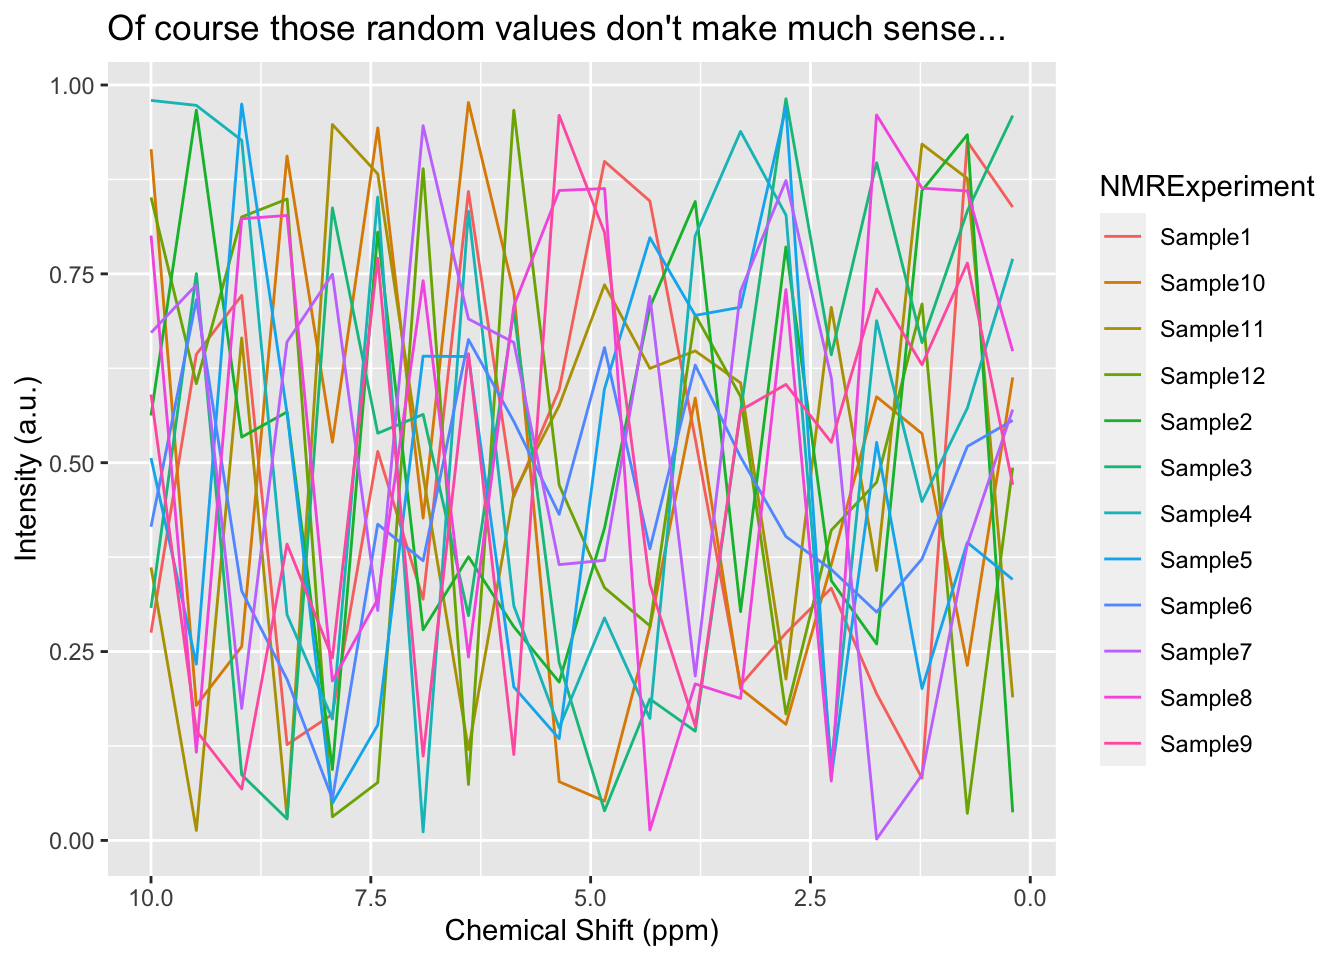 Of course those random values don't make much sense...
1.00
0.75
0.50
0.25
0.00
Intensity (a.u.)
10.0 7.5 5.0 2.5 0.0
Chemical Shift (ppm)
NMRExperiment
Sample1
Sample10
Sample11
Sample12
Sample2
Sample3
Sample4
Sample5
Sample6
Sample7
Sample8
Sample9